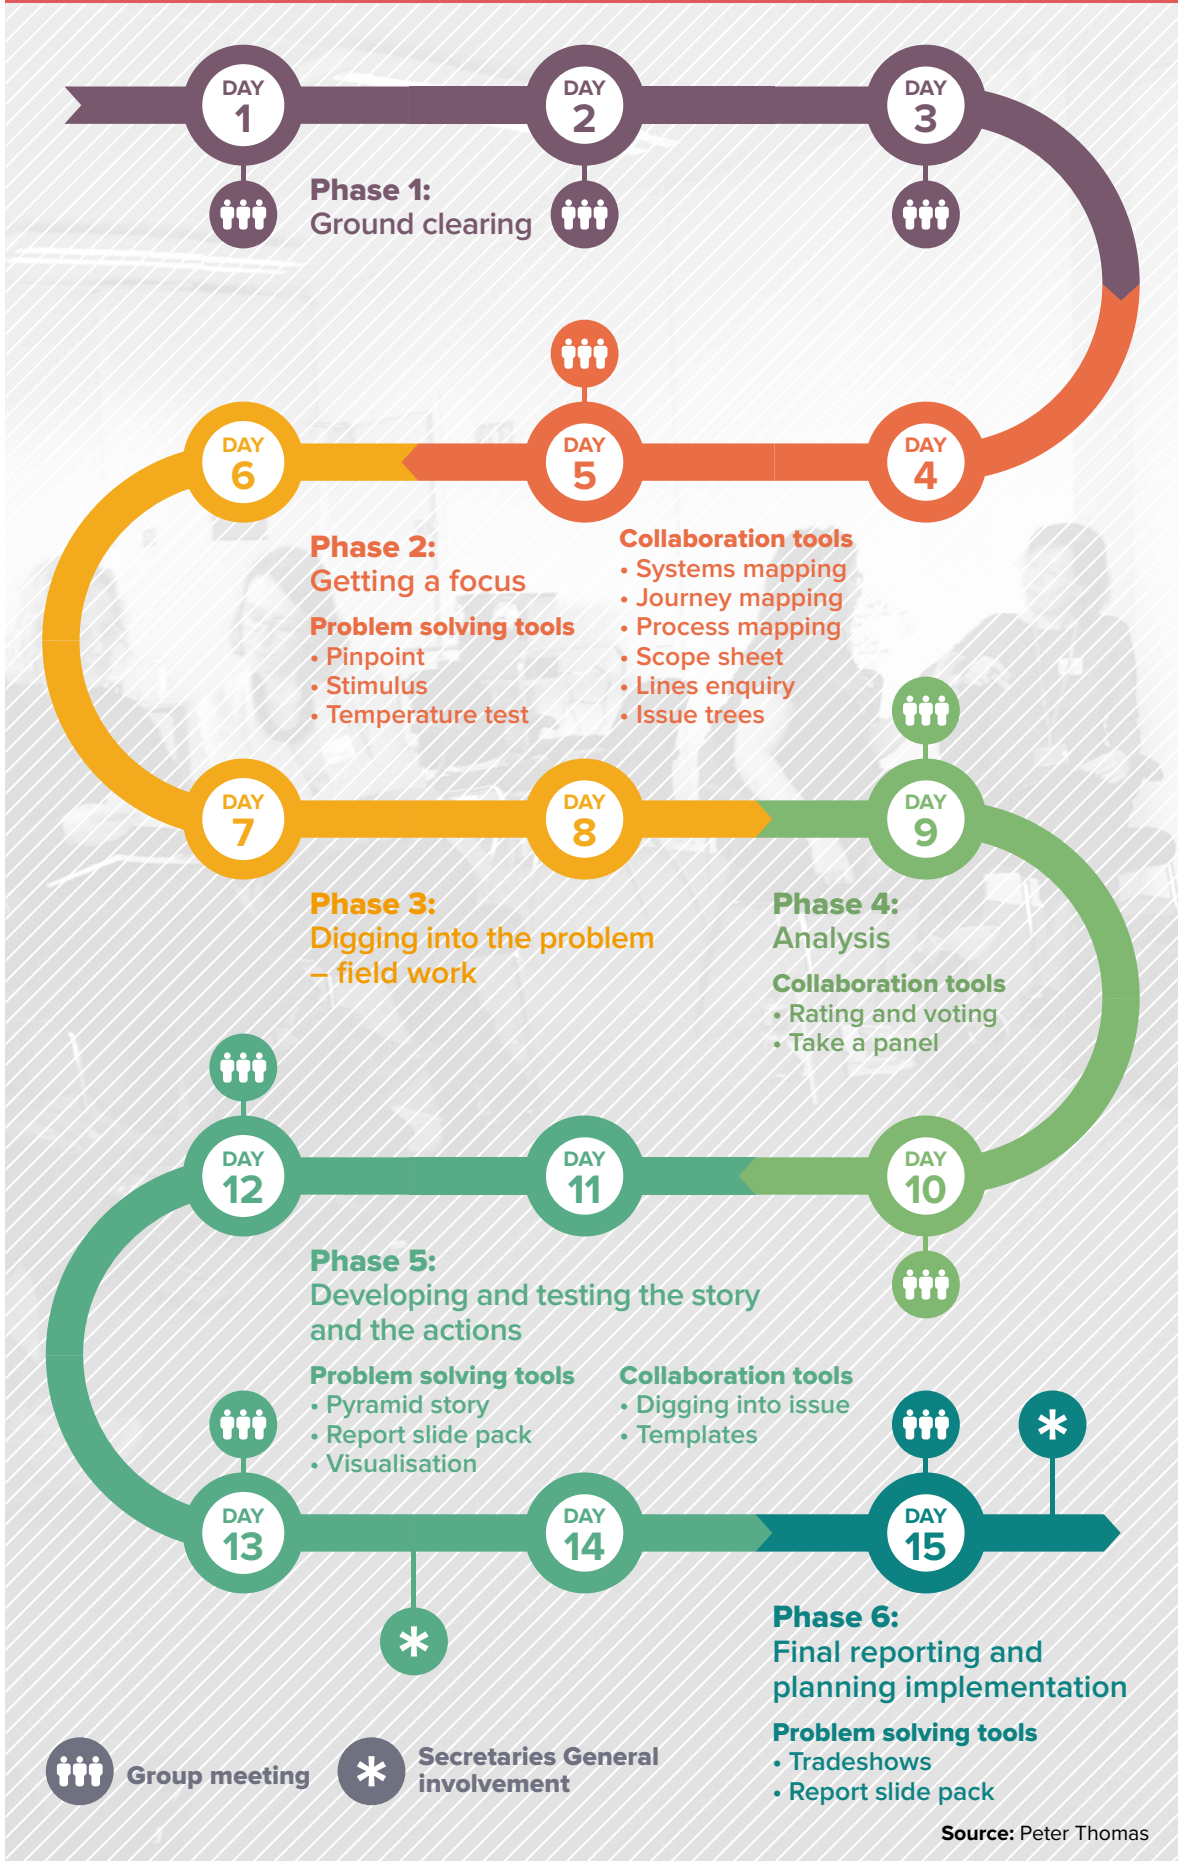 DAY
1
DAY
2
DAY
3
Phase 1:
Ground clearing
DAY
6
DAY
5
DAY
4
Phase 2:
Getting a focus
Problem solving tools
• Pinpoint
• Stimulus
• Temperature test
Collaboration tools
• Systems mapping
• Journey mapping
• Process mapping
• Scope sheet
• Lines enquiry
• Issue trees
DAY
7
DAY
8
DAY
9
Phase 3:
Digging into the problem
– field work
Phase 4:
Analysis
Collaboration tools
• Rating and voting
• Take a panel
DAY
12
DAY
11
DAY
10
Phase 5:
Developing and testing the story
and the actions
Problem solving tools
• Pyramid story
• Report slide pack
• Visualisation
Collaboration tools
• Digging into issue
• Templates
*
DAY
13
DAY
14
DAY
15
*
Phase 6:
Final reporting and
planning implementation
Problem solving tools
• Tradeshows
• Report slide pack
Group meeting
*
Secretaries General
involvement
Source: Peter Thomas